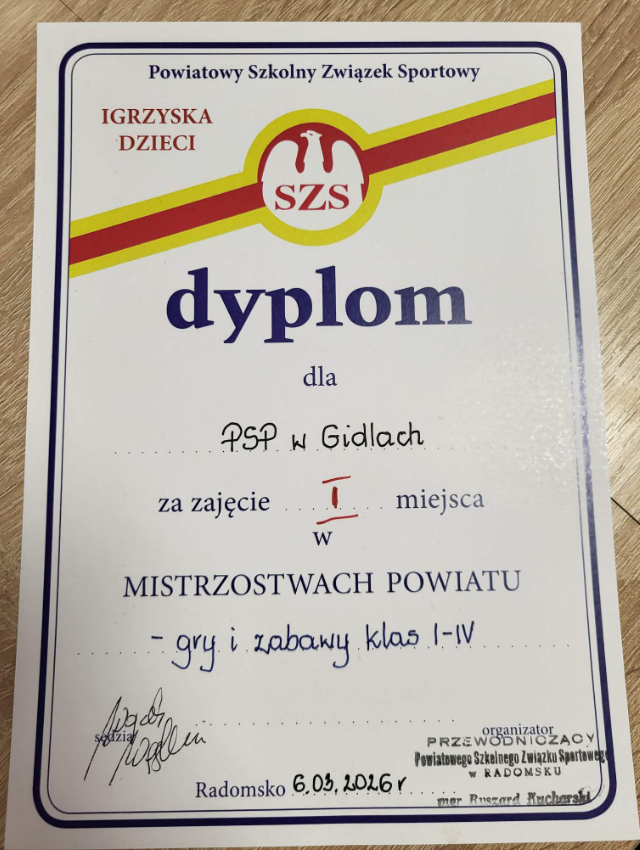 Powiatowy Szkolny Związek Sportowy
IGRZYSKA
DZIECI
SZS
dyplom
dla
PSP w Gidlach
za zajęcie I miejsca
w
MISTRZOSTWACH POWIATU
- gry i zabawy klas I-IV
sędzia
organizator
PRZEWODNICZĄCY
Powiatowego Szkolnego Związku Sportowego
w RADOMSKU
mgr Ryszard Kucharski
Radomsko 6.03.2026 r